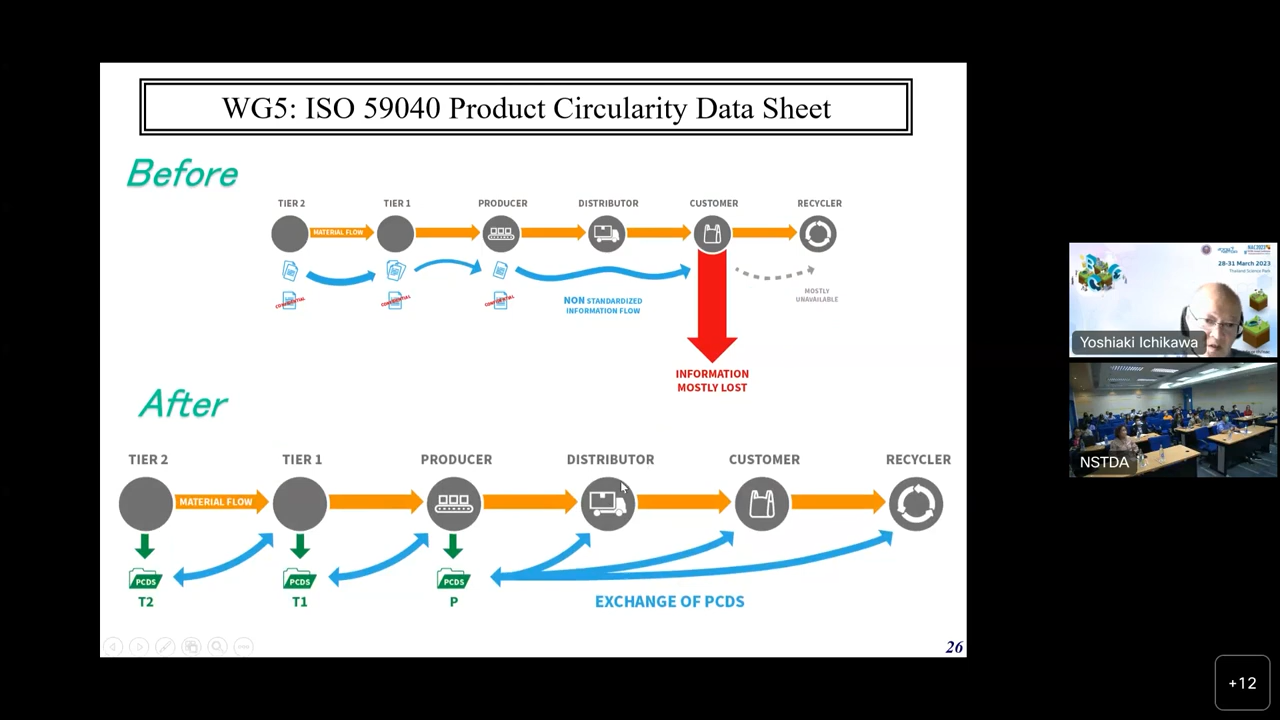 WG5: ISO 59040 Product Circularity Data Sheet
Before
TIER 2
TIER 1
PRODUCER
DISTRIBUTOR
CUSTOMER
RECYCLER
MATERIAL FLOW
CONFIDENTIAL
CONFIDENTIAL
CONFIDENTIAL
NON STANDARDIZED
INFORMATION FLOW
MOSTLY
UNAVAILABLE
INFORMATION
MOSTLY LOST
After
TIER 2
TIER 1
PRODUCER
DISTRIBUTOR
CUSTOMER
RECYCLER
MATERIAL FLOW
PCDS
PCDS
PCDS
T2
T1
P
EXCHANGE OF PCDS
26
28-31 March 2023
Thailand Science Park
Yoshiaki Ichikawa
NSTDA
+12